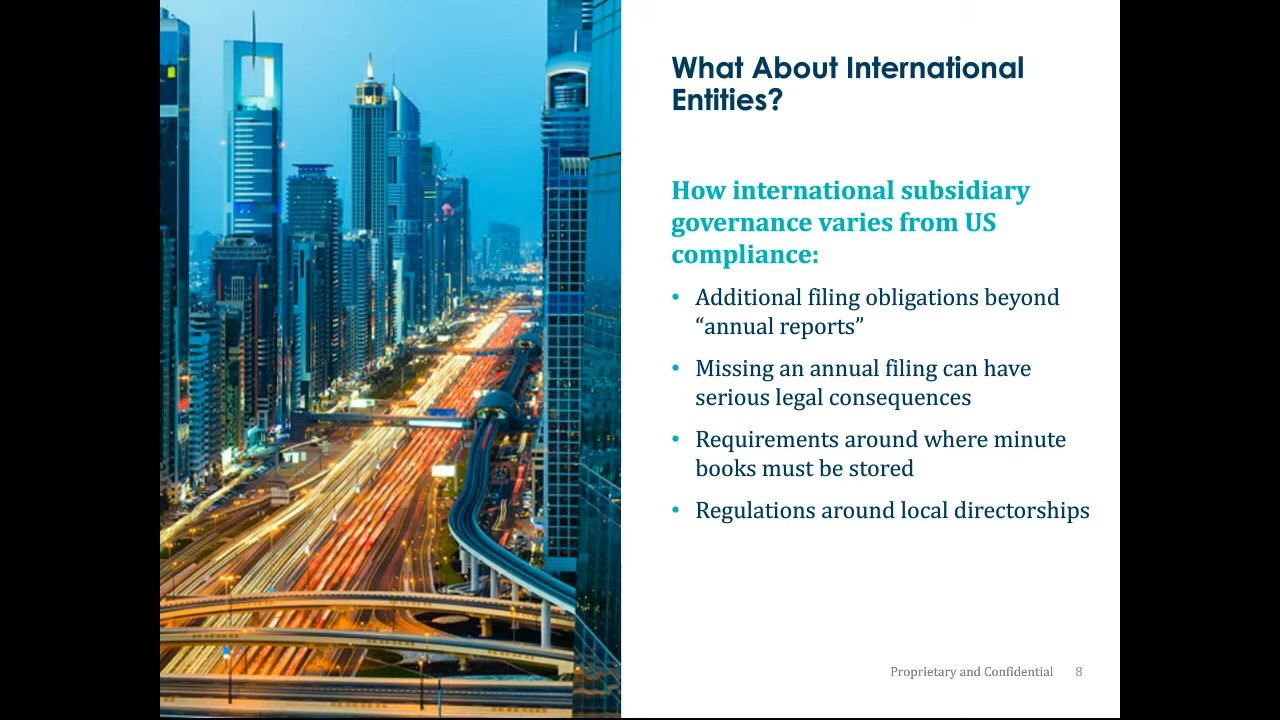 What About International
Entities?
How international subsidiary
governance varies from US
compliance:
• Additional filing obligations beyond
“annual reports”
• Missing an annual filing can have
serious legal consequences
• Requirements around where minute
books must be stored
• Regulations around local directorships
Proprietary and Confidential 8